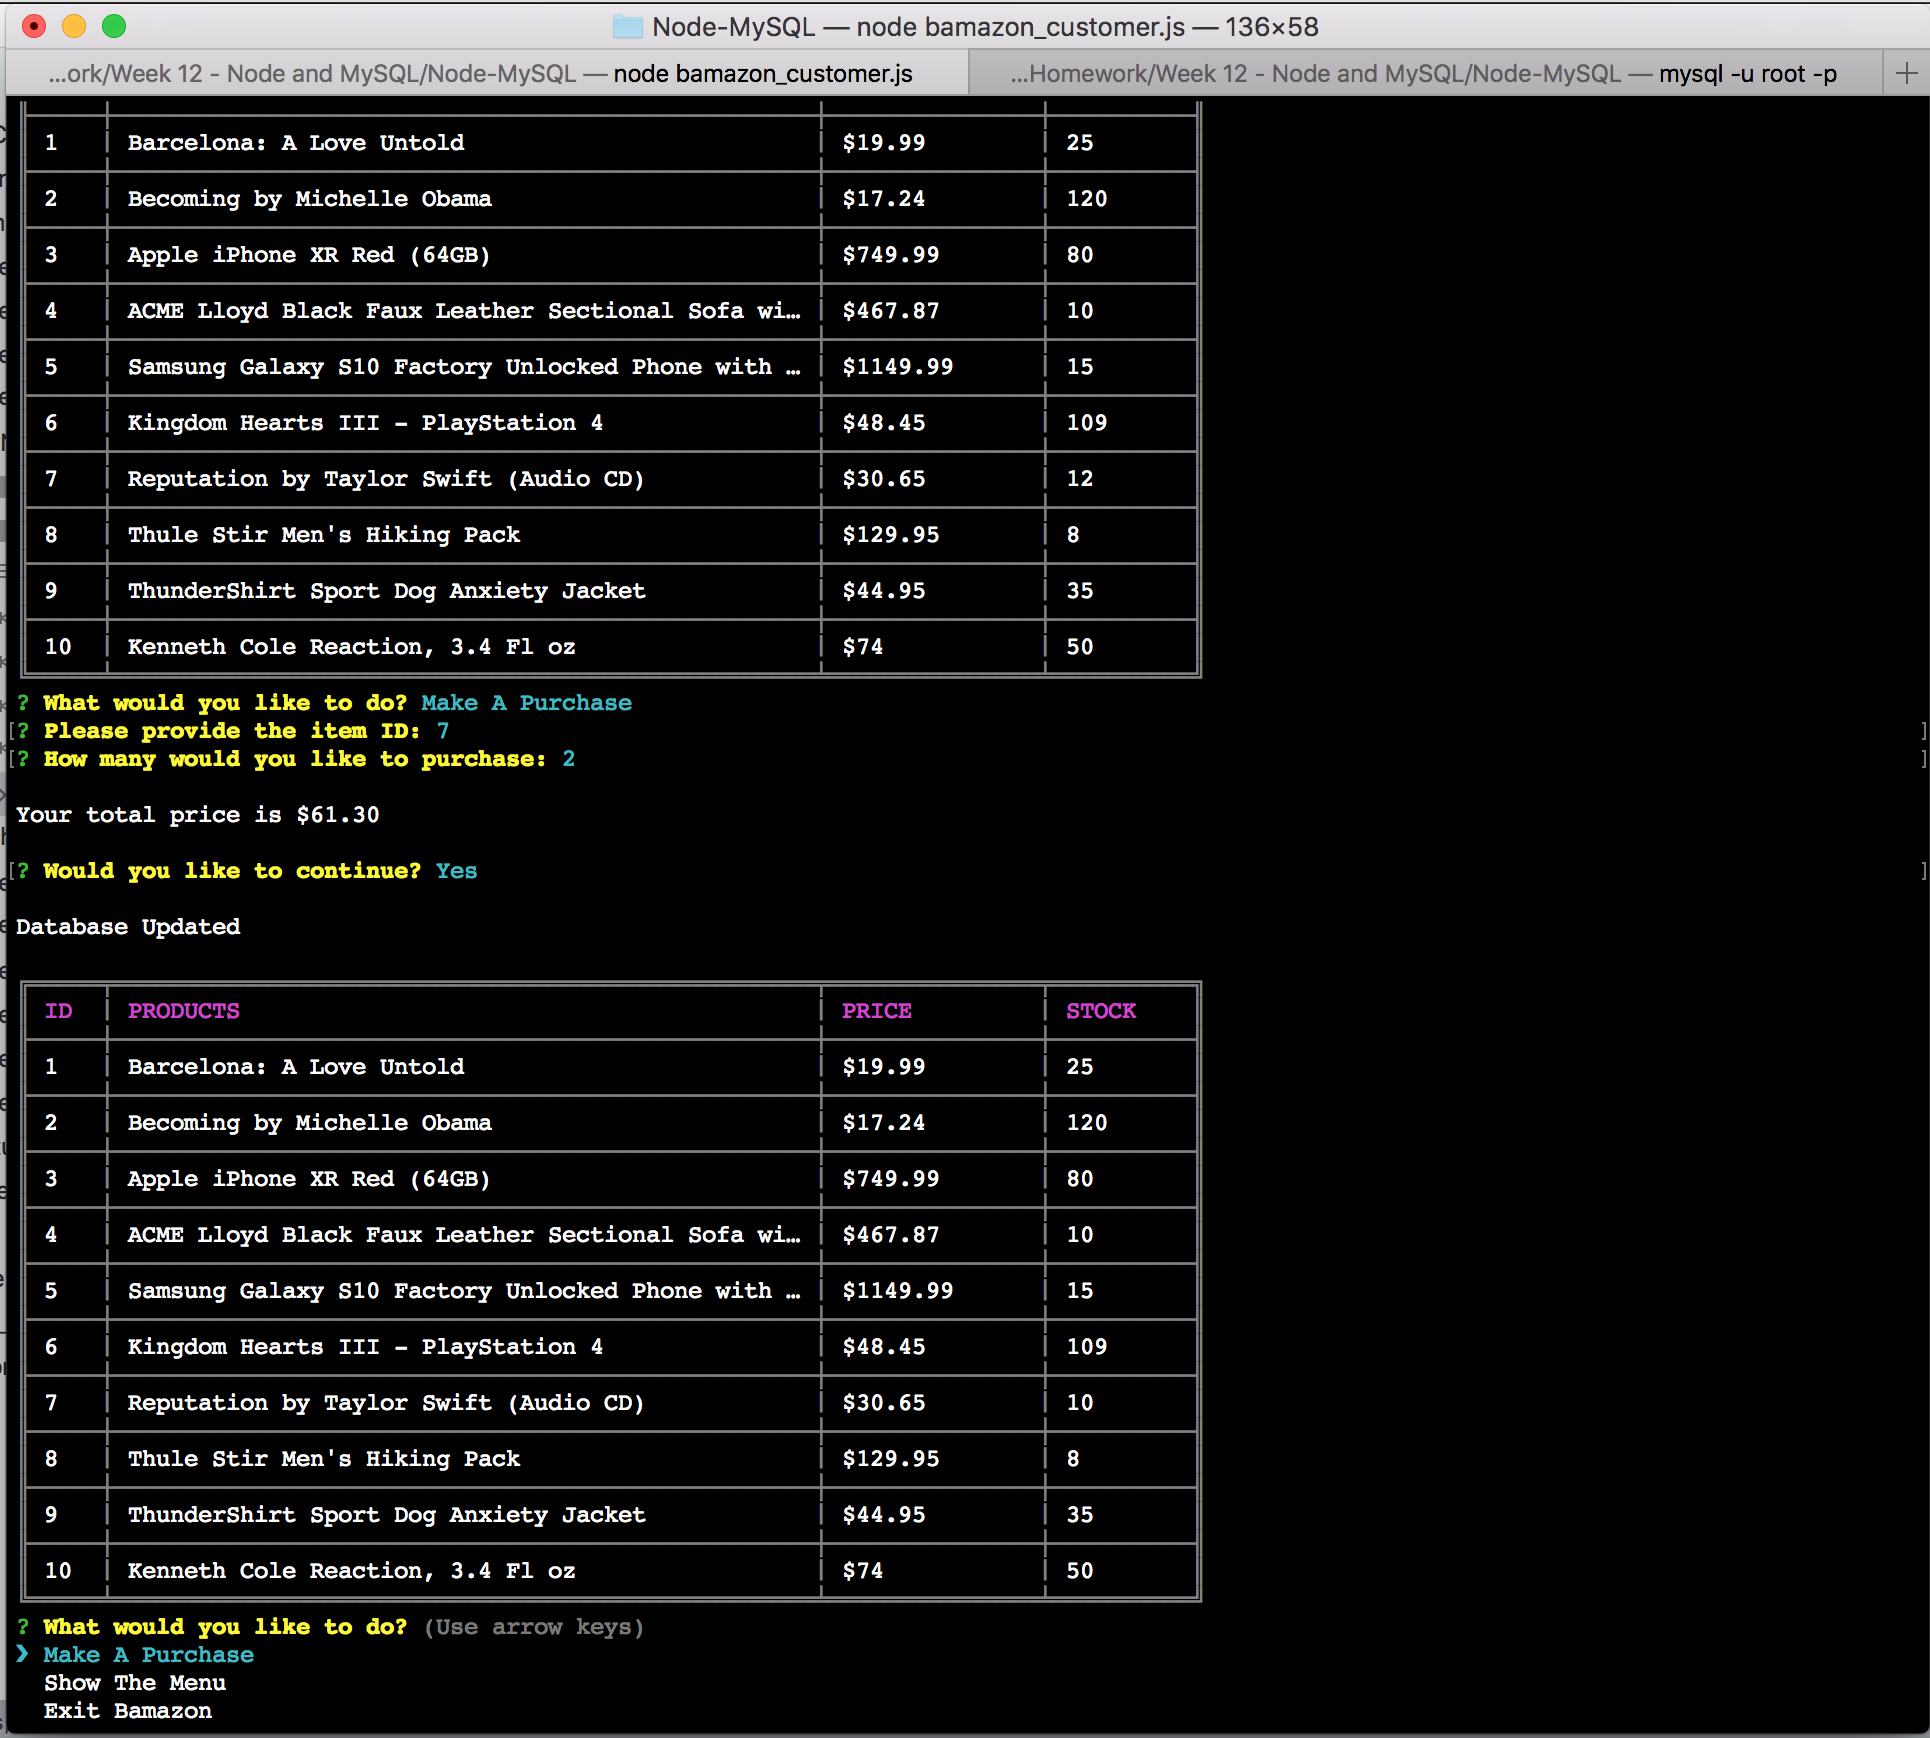 Node-MySQL — node bamazon_customer.js — 136×58
...ork/Week 12 - Node and MySQL/Node-MySQL — node bamazon_customer.js ...Homework/Week 12 - Node and MySQL/Node-MySQL — mysql -u root -p +
1 Barcelona: A Love Untold $19.99 25
2 Becoming by Michelle Obama $17.24 120
3 Apple iPhone XR Red (64GB) $749.99 80
4 ACME Lloyd Black Faux Leather Sectional Sofa wi… $467.87 10
5 Samsung Galaxy S10 Factory Unlocked Phone with … $1149.99 15
6 Kingdom Hearts III - PlayStation 4 $48.45 109
7 Reputation by Taylor Swift (Audio CD) $30.65 12
8 Thule Stir Men's Hiking Pack $129.95 8
9 ThunderShirt Sport Dog Anxiety Jacket $44.95 35
10 Kenneth Cole Reaction, 3.4 Fl oz $74 50
? What would you like to do? Make A Purchase
[? Please provide the item ID: 7 ]
[? How many would you like to purchase: 2 ]
Your total price is $61.30
[? Would you like to continue? Yes ]
Database Updated
ID PRODUCTS PRICE STOCK
1 Barcelona: A Love Untold $19.99 25
2 Becoming by Michelle Obama $17.24 120
3 Apple iPhone XR Red (64GB) $749.99 80
4 ACME Lloyd Black Faux Leather Sectional Sofa wi… $467.87 10
5 Samsung Galaxy S10 Factory Unlocked Phone with … $1149.99 15
6 Kingdom Hearts III - PlayStation 4 $48.45 109
7 Reputation by Taylor Swift (Audio CD) $30.65 10
8 Thule Stir Men's Hiking Pack $129.95 8
9 ThunderShirt Sport Dog Anxiety Jacket $44.95 35
10 Kenneth Cole Reaction, 3.4 Fl oz $74 50
? What would you like to do? (Use arrow keys)
❯ Make A Purchase
Show The Menu
Exit Bamazon